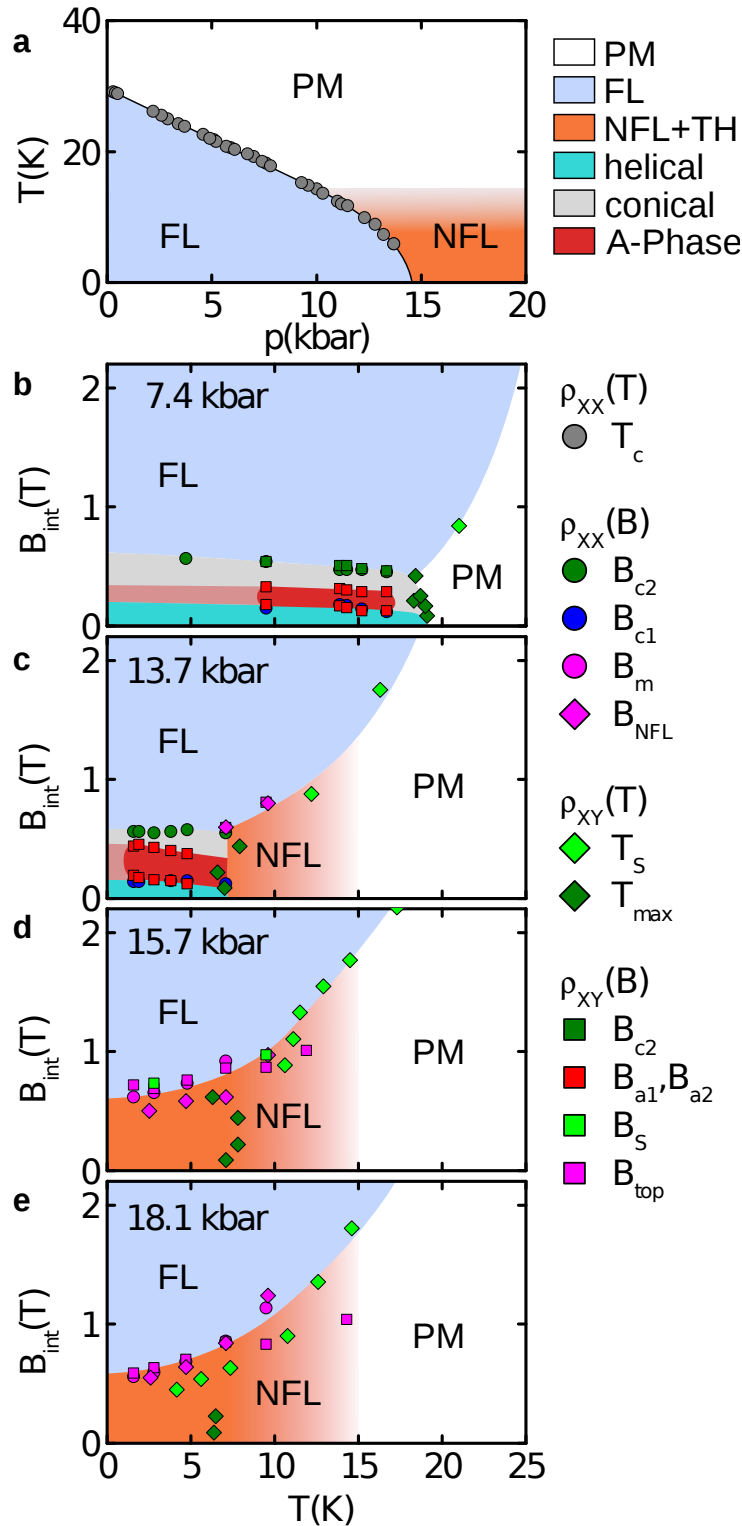 a
40
20
0
T(K)
PM
FL
NFL
0
5
10
15
20
p(kbar)
PM
FL
NFL+TH
helical
conical
A-Phase
b
7.4 kbar
2
1
0
B_int(T)
FL
PM
c
13.7 kbar
2
1
0
B_int(T)
FL
NFL
PM
d
15.7 kbar
2
1
0
B_int(T)
FL
NFL
PM
e
18.1 kbar
2
1
0
B_int(T)
FL
NFL
PM
0
5
10
15
20
25
T(K)
ρ_XX(T)
T_c
ρ_XX(B)
B_c2
B_c1
B_m
B_NFL
ρ_XY(T)
T_S
T_max
ρ_XY(B)
B_c2
B_a1,B_a2
B_S
B_top